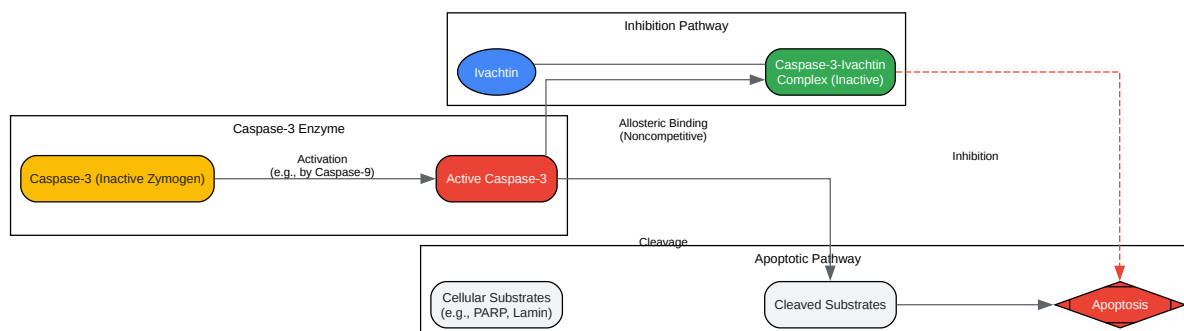 Inhibition Pathway
Ivachtin
Caspase-3-Ivachtin
Complex (Inactive)
Allosteric Binding
(Noncompetitive)
Inhibition
Caspase-3 Enzyme
Caspase-3 (Inactive Zymogen)
Activation
(e.g., by Caspase-9)
Active Caspase-3
Cleavage
Apoptotic Pathway
Cellular Substrates
(e.g., PARP, Lamin)
Cleaved Substrates
Apoptosis